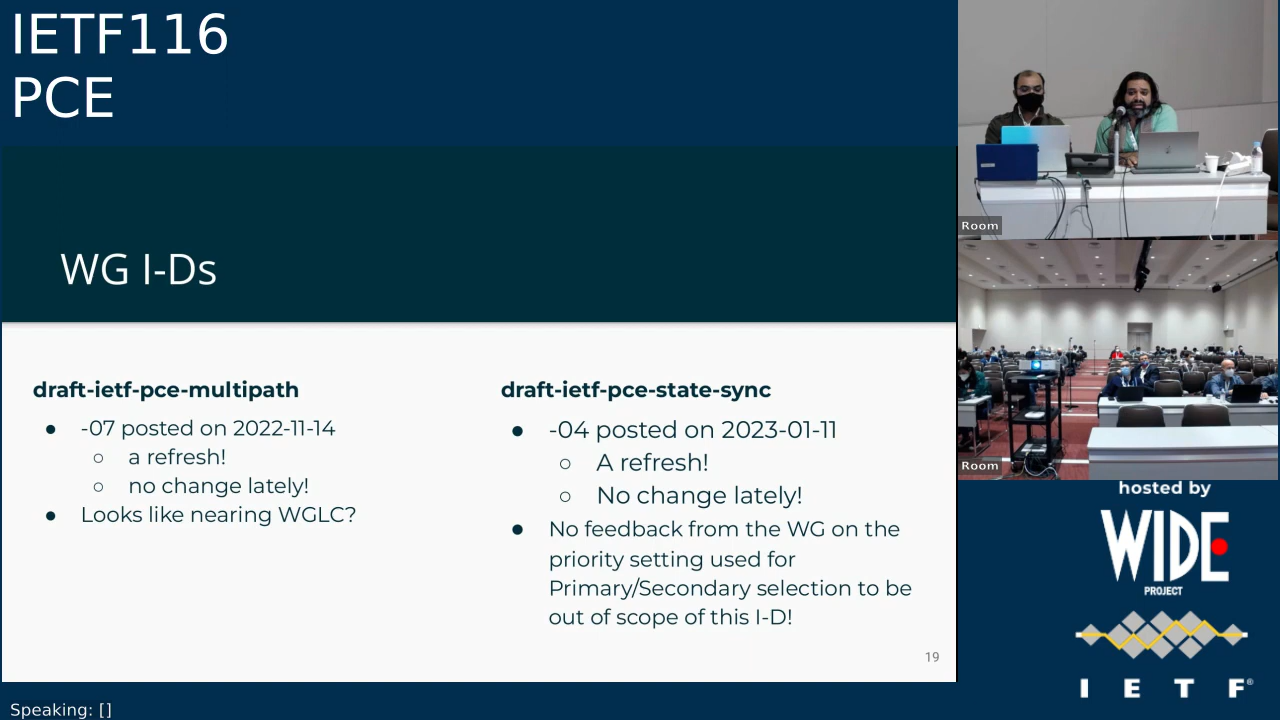 IETF116
PCE
WG I-Ds
draft-ietf-pce-multipath
● -07 posted on 2022-11-14
○ a refresh!
○ no change lately!
● Looks like nearing WGLC?
draft-ietf-pce-state-sync
● -04 posted on 2023-01-11
○ A refresh!
○ No change lately!
● No feedback from the WG on the
priority setting used for
Primary/Secondary selection to be
out of scope of this I-D!
19
Room
Room
hosted by
WIDE
PROJECT
I E T F®
Speaking: []